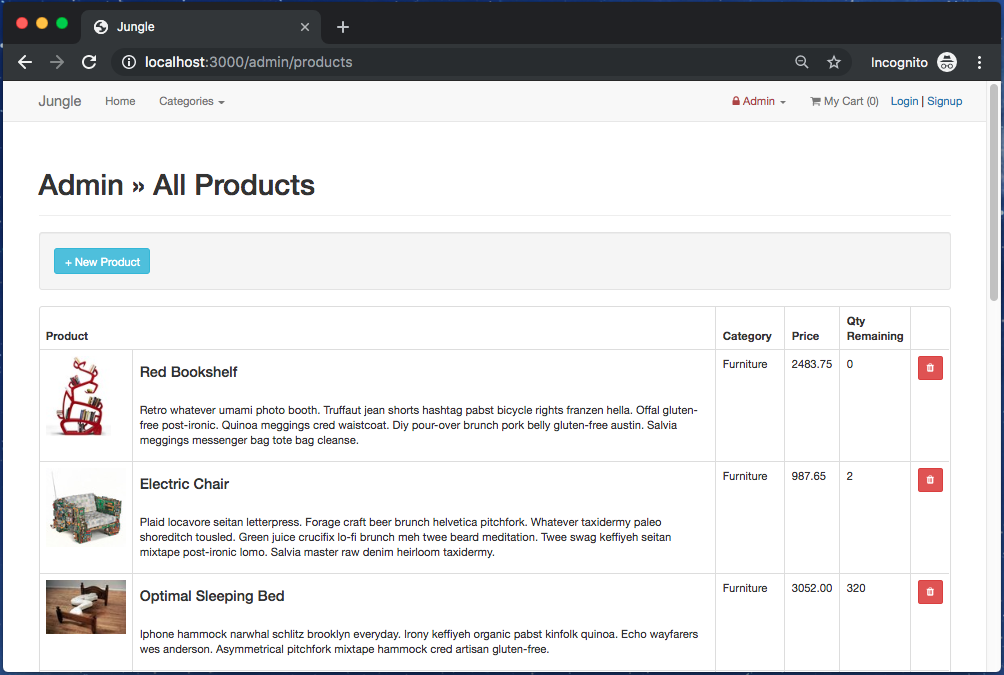 Jungle
localhost:3000/admin/products
Incognito
Jungle Home Categories Admin My Cart (0) Login | Signup
Admin » All Products
+ New Product
Product Category Price Qty Remaining
Red Bookshelf Furniture 2483.75 0
Retro whatever umami photo booth. Truffaut jean shorts hashtag pabst bicycle rights franzen hella. Offal gluten-
free post-ironic. Quinoa meggings cred waistcoat. Diy pour-over brunch pork belly gluten-free austin. Salvia
meggings messenger bag tote bag cleanse.
Electric Chair Furniture 987.65 2
Plaid locavore seitan letterpress. Forage craft beer brunch helvetica pitchfork. Whatever taxidermy paleo
shoreditch tousled. Green juice crucifix lo-fi brunch meh twee beard meditation. Twee swag keffiyeh seitan
mixtape post-ironic lomo. Salvia master raw denim heirloom taxidermy.
Optimal Sleeping Bed Furniture 3052.00 320
Iphone hammock narwhal schlitz brooklyn everyday. Irony keffiyeh organic pabst kinfolk quinoa. Echo wayfarers
wes anderson. Asymmetrical pitchfork mixtape hammock cred artisan gluten-free.